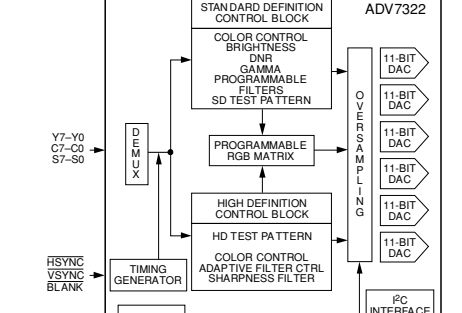 STANDARD DEFINITION
CONTROL BLOCK
ADV7322
COLOR CONTROL
BRIGHTNESS
DNR
GAMMA
PROGRAMMABLE
FILTERS
SD TEST PATTERN
Y7–Y0
C7–C0
S7–S0
DEMUX
PROGRAMMABLE
RGB MATRIX
OVERSAMPLING
11-BIT
DAC
11-BIT
DAC
11-BIT
DAC
11-BIT
DAC
11-BIT
DAC
11-BIT
DAC
HIGH DEFINITION
CONTROL BLOCK
HD TEST PATTERN
COLOR CONTROL
ADAPTIVE FILTER CTRL
SHARPNESS FILTER
HSYNC
VSYNC
BLANK
TIMING
GENERATOR
I2C
INTERFACE